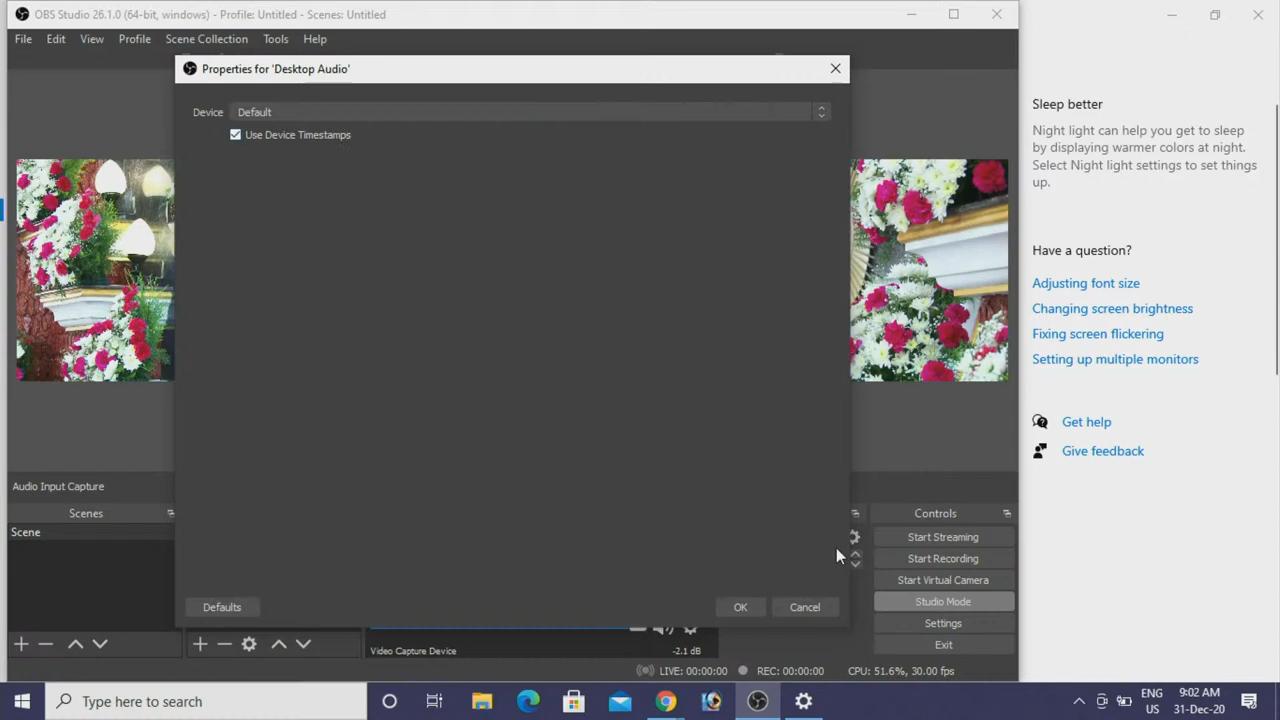 OBS Studio 26.1.0 (64-bit, windows) - Profile: Untitled - Scenes: Untitled
File Edit View Profile Scene Collection Tools Help
Properties for 'Desktop Audio'
Device Default
Use Device Timestamps
Sleep better
Night light can help you get to sleep
by displaying warmer colors at night.
Select Night light settings to set things
up.
Have a question?
Adjusting font size
Changing screen brightness
Fixing screen flickering
Setting up multiple monitors
Get help
Give feedback
Audio Input Capture
Scenes
Controls
Scene
Start Streaming
Start Recording
Start Virtual Camera
Studio Mode
Settings
Exit
Defaults OK Cancel
Video Capture Device -2.1 dB
LIVE: 00:00:00 REC: 00:00:00 CPU: 51.6%, 30.00 fps
Type here to search
ENG
US
9:02 AM
31-Dec-20